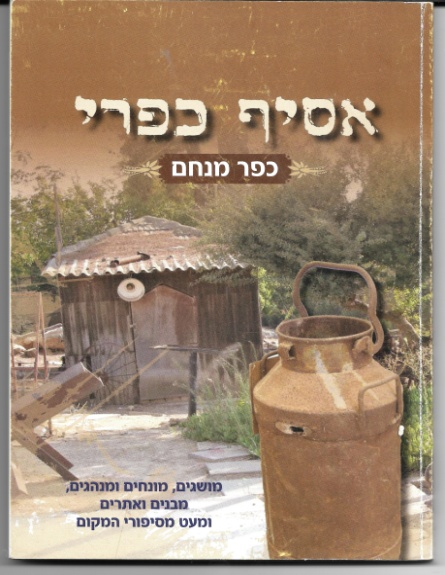 אסיף כפרי
כפר מנחם
מושגים, מונחים ומנהגים,
מבנים ואתרים
ומעט מסיפורי המקום